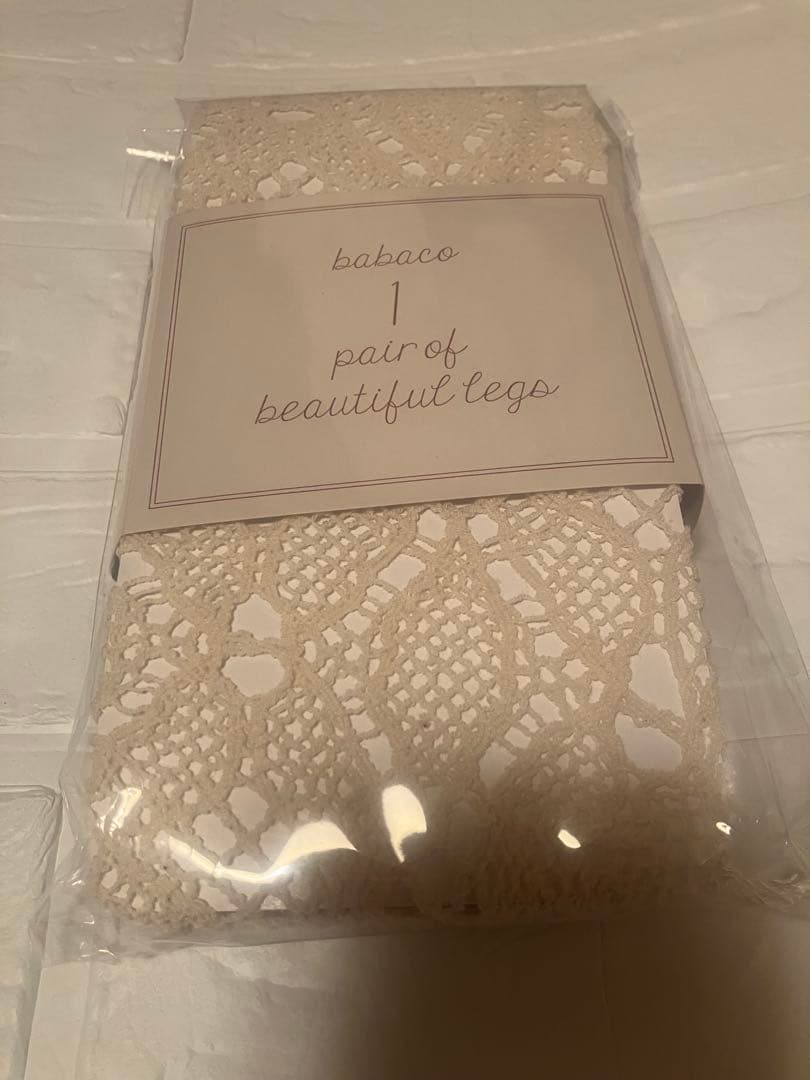 babaco
1
pair of
beautiful legs